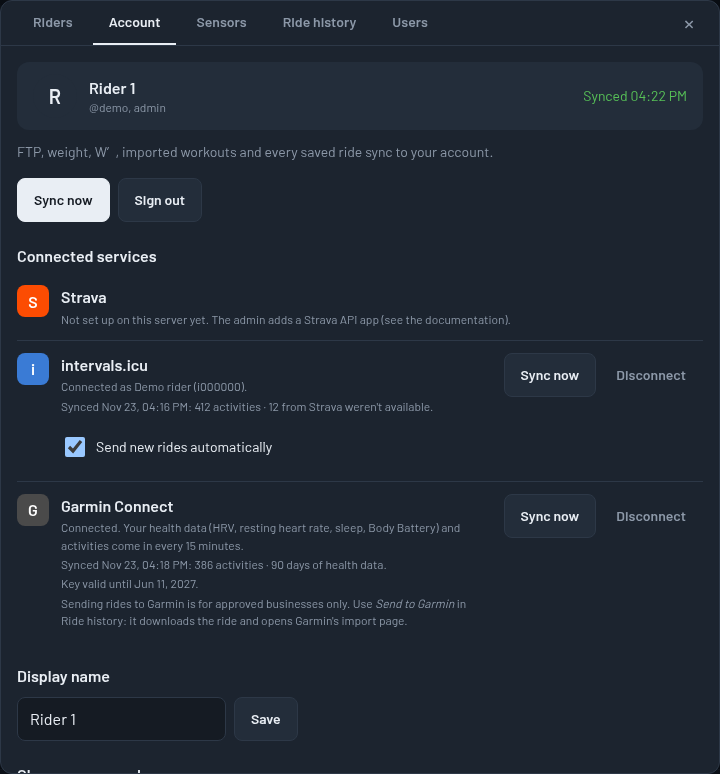 Riders Account Sensors Ride history Users ×
R Rider 1
@demo, admin
Synced 04:22 PM
FTP, weight, W′ , imported workouts and every saved ride sync to your account.
Sync now Sign out
Connected services
S Strava
Not set up on this server yet. The admin adds a Strava API app (see the documentation).
i intervals.icu
Connected as Demo rider (i000000).
Synced Nov 23, 04:16 PM: 412 activities · 12 from Strava weren't available.
Sync now Disconnect
Send new rides automatically
G Garmin Connect
Connected. Your health data (HRV, resting heart rate, sleep, Body Battery) and
activities come in every 15 minutes.
Synced Nov 23, 04:18 PM: 386 activities · 90 days of health data.
Key valid until Jun 11, 2027.
Sending rides to Garmin is for approved businesses only. Use Send to Garmin in
Ride history: it downloads the ride and opens Garmin's import page.
Sync now Disconnect
Display name
Rider 1 Save